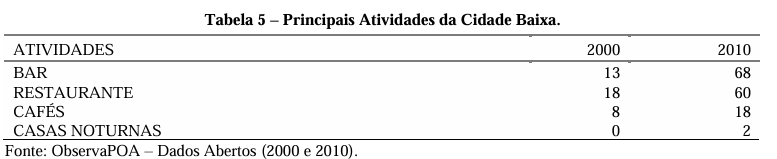 Tabela 5 – Principais Atividades da Cidade Baixa.
ATIVIDADES 2000 2010
BAR 13 68
RESTAURANTE 18 60
CAFÉS 8 18
CASAS NOTURNAS 0 2
Fonte: ObservaPOA – Dados Abertos (2000 e 2010).